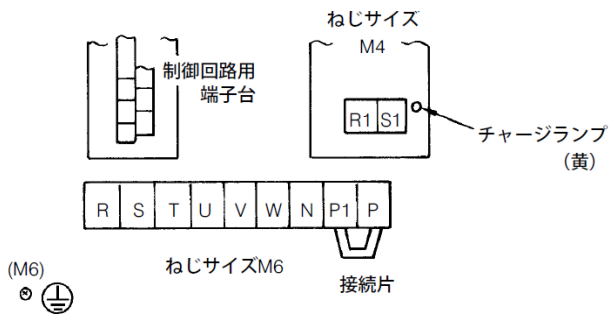 ねじサイズ
M4
制御回路用
端子台
R1 S1
チャージランプ
(黄)
R S T U V W N P1 P
ねじサイズM6
接続片
(M6)